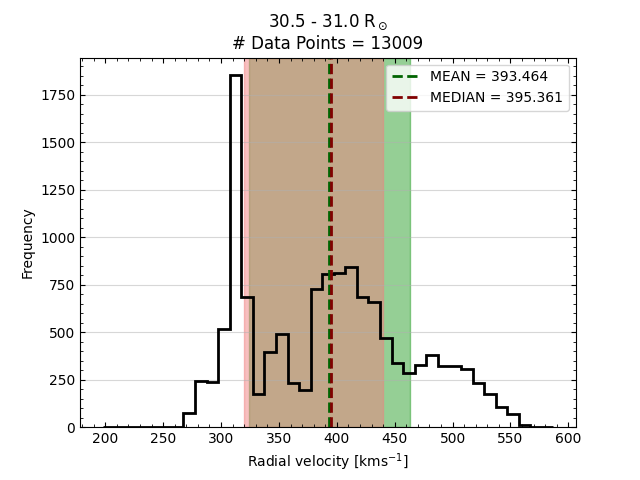 30.5 - 31.0 R⊙
# Data Points = 13009
MEAN = 393.464
MEDIAN = 395.361
Frequency
1750
1500
1250
1000
750
500
250
0
200 250 300 350 400 450 500 550 600
Radial velocity [kms⁻¹]